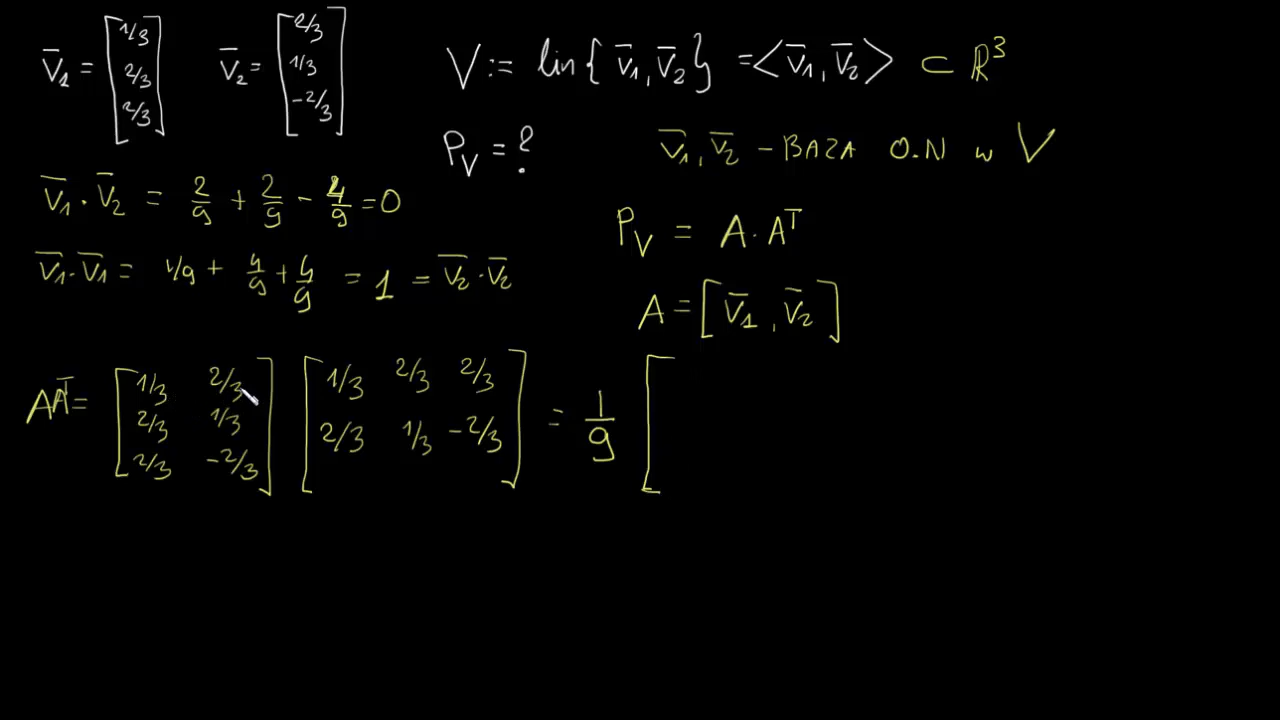 v̅₁ = [1/3 2/3 2/3] v̅₂ = [2/3 1/3 -2/3] V := lin{ v̅₁, v̅₂ } = <v̅₁, v̅₂> ⊂ ℝ³
P_V = ? v̅₁, v̅₂ - BAZA O.N w V
v̅₁ · v̅₂ = 2/9 + 2/9 - 4/9 = 0
P_V = A · Aᵀ
v̅₁ · v̅₁ = 1/9 + 4/9 + 4/9 = 1 = v̅₂ · v̅₂
A = [ v̅₁, v̅₂ ]
AAᵀ = [1/3 2/3 2/3 1/3 2/3 -2/3] [1/3 2/3 2/3 2/3 1/3 -2/3] = 1/9 [